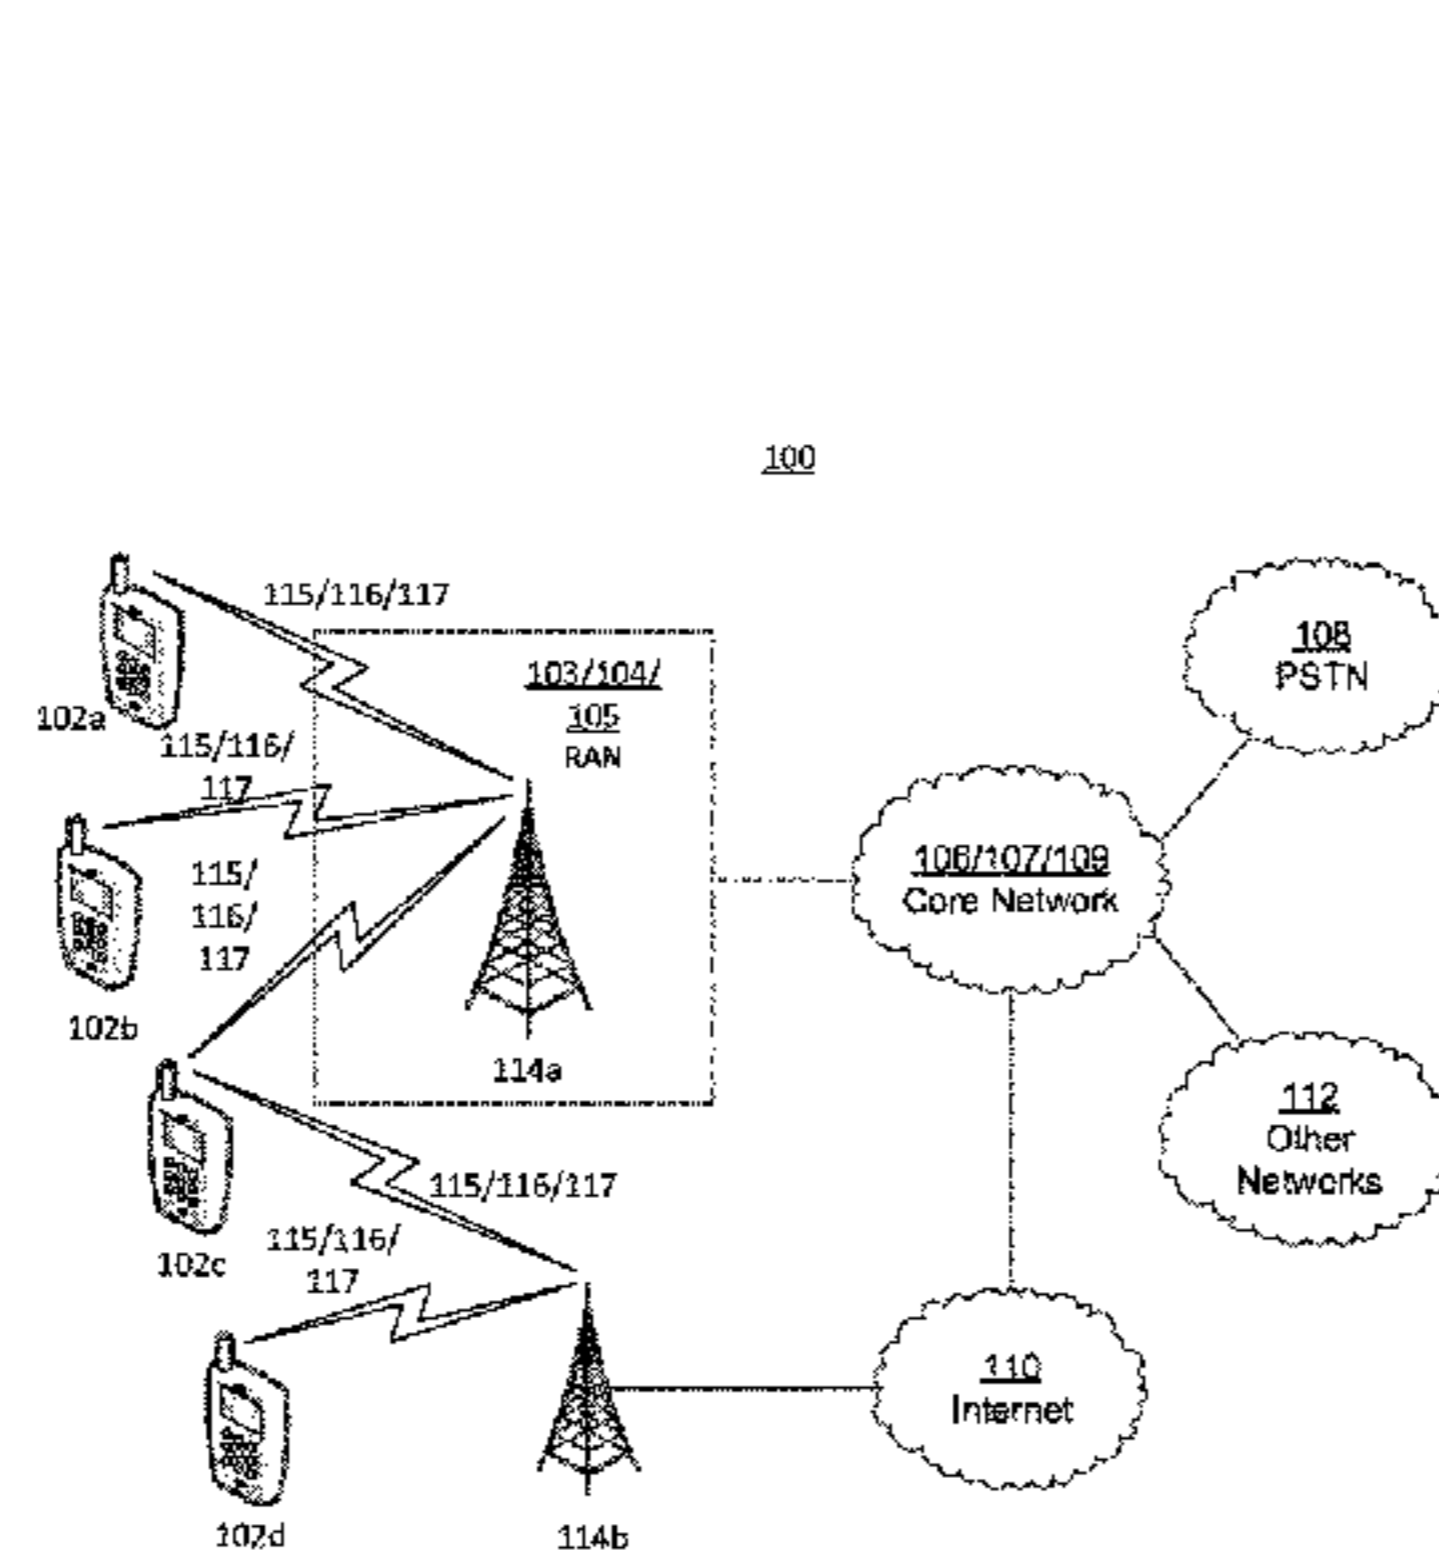 100
115/116/117
103/104/
105
RAN
108
PSTN
102a
115/116/
117
106/107/109
Core Network
115/
116/
117
102b
114a
112
Other
Networks
115/116/117
102c
115/116/
117
110
Internet
102d
114b